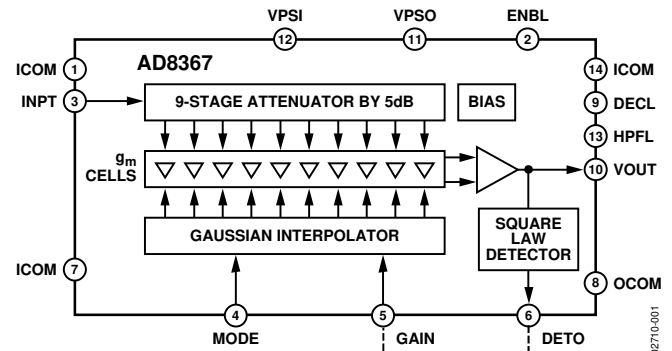 VPSI VPSO ENBL
12 11 2
AD8367
ICOM 1
14 ICOM
INPT 3
9-STAGE ATTENUATOR BY 5dB
BIAS
9 DECL
13 HPFL
gm
CELLS
10 VOUT
GAUSSIAN INTERPOLATOR
SQUARE
LAW
DETECTOR
ICOM 7
8 OCOM
4 5 6
MODE GAIN DETO
02710-001